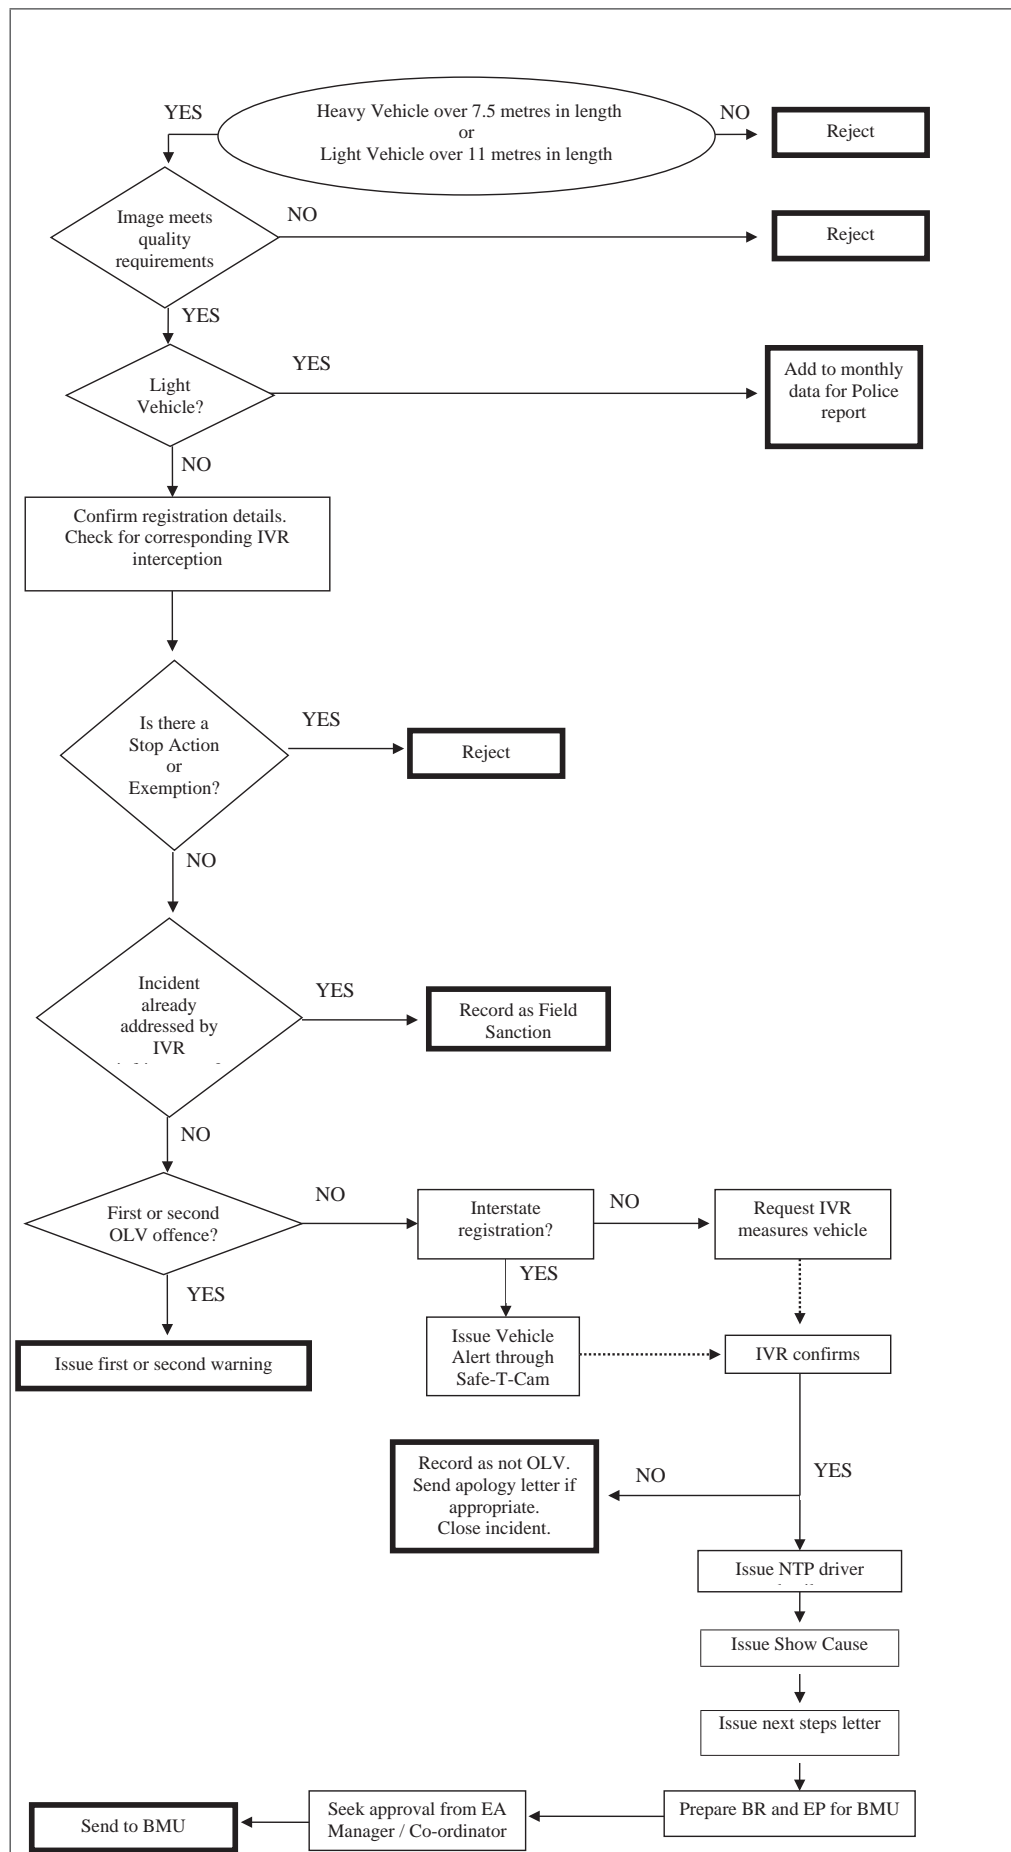 YES
Heavy Vehicle over 7.5 metres in length
or
Light Vehicle over 11 metres in length
NO
Reject
Image meets
quality
requirements
NO
Reject
YES
Light
Vehicle?
YES
Add to monthly
data for Police
report
NO
Confirm registration details.
Check for corresponding IVR
interception
Is there a
Stop Action
or
Exemption?
YES
Reject
NO
Incident
already
addressed by
IVR
YES
Record as Field
Sanction
NO
First or second
OLV offence?
NO
Interstate
registration?
NO
Request IVR
measures vehicle
YES
YES
Issue first or second warning
Issue Vehicle
Alert through
Safe-T-Cam
IVR confirms
Record as not OLV.
Send apology letter if
appropriate.
Close incident.
NO
YES
Issue NTP driver
Issue Show Cause
Issue next steps letter
Prepare BR and EP for BMU
Seek approval from EA
Manager / Co-ordinator
Send to BMU